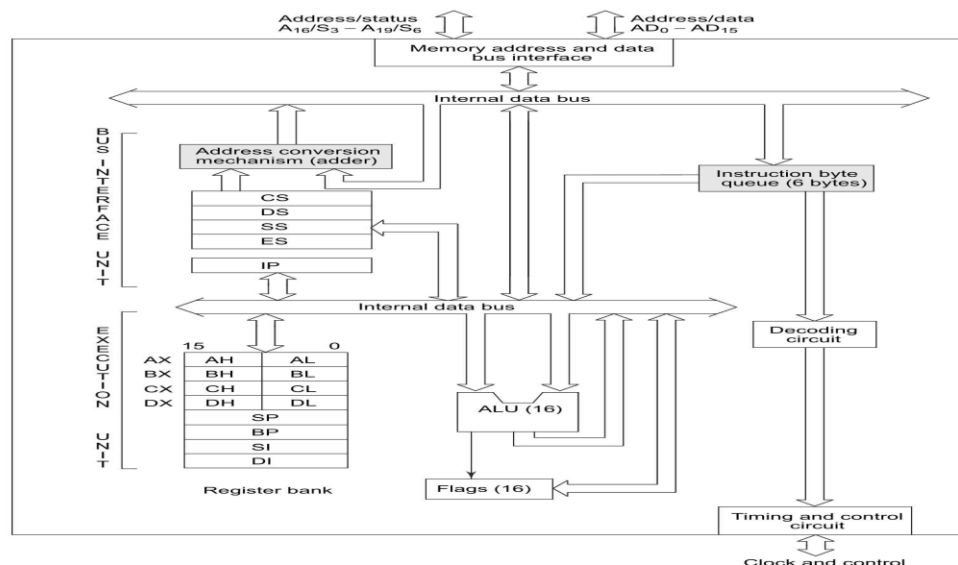 Address/status
A16/S3 – A19/S6
Address/data
AD0 – AD15
Memory address and data
bus interface
Internal data bus
BUS INTERFACE UNIT
Address conversion
mechanism (adder)
Instruction byte
queue (6 bytes)
CS
DS
SS
ES
IP
Internal data bus
EXECUTION UNIT
Decoding
circuit
15 0
AX AH AL
BX BH BL
CX CH CL
DX DH DL
SP
BP
SI
DI
ALU (16)
Register bank
Flags (16)
Timing and control
circuit
Clock and control